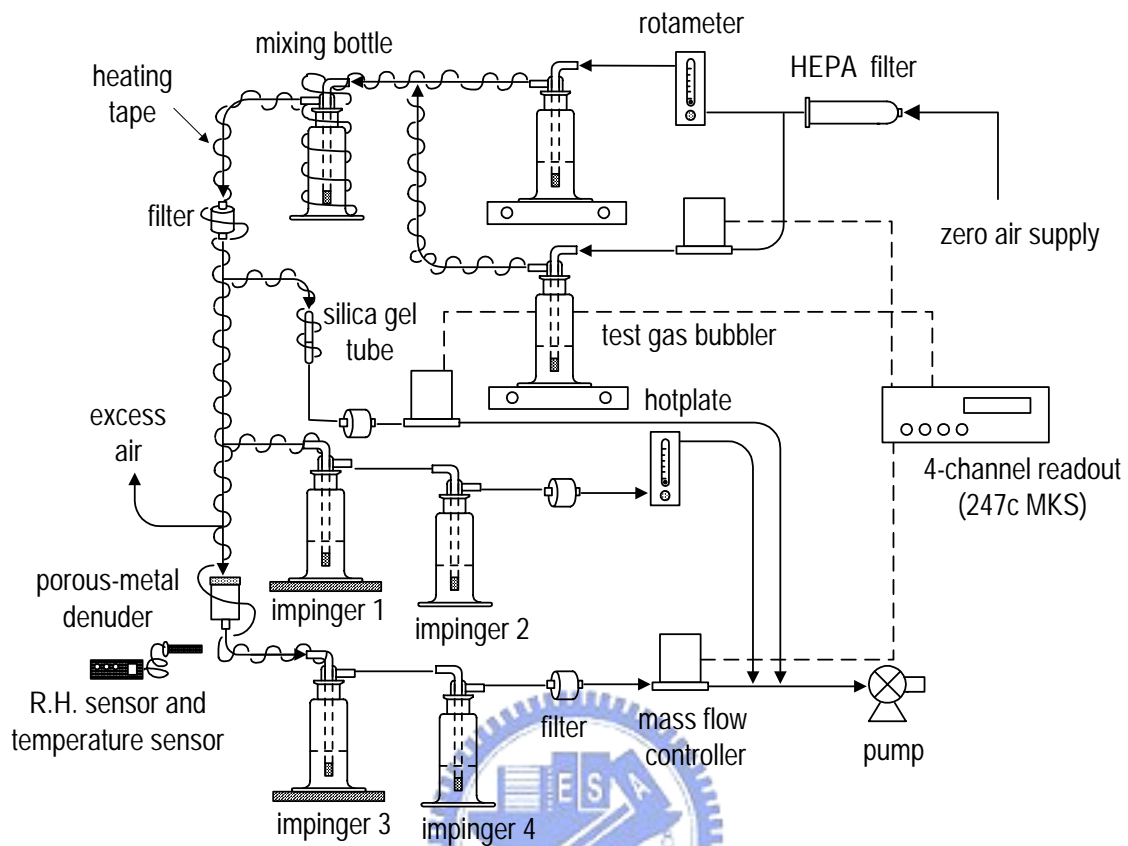 rotameter
mixing bottle
HEPA filter
heating
tape
filter
zero air supply
silica gel
tube
test gas bubbler
hotplate
excess
air
4-channel readout
(247c MKS)
porous-metal
denuder
impinger 1
impinger 2
R.H. sensor and
temperature sensor
filter
mass flow
controller
pump
impinger 3
impinger 4
E S A